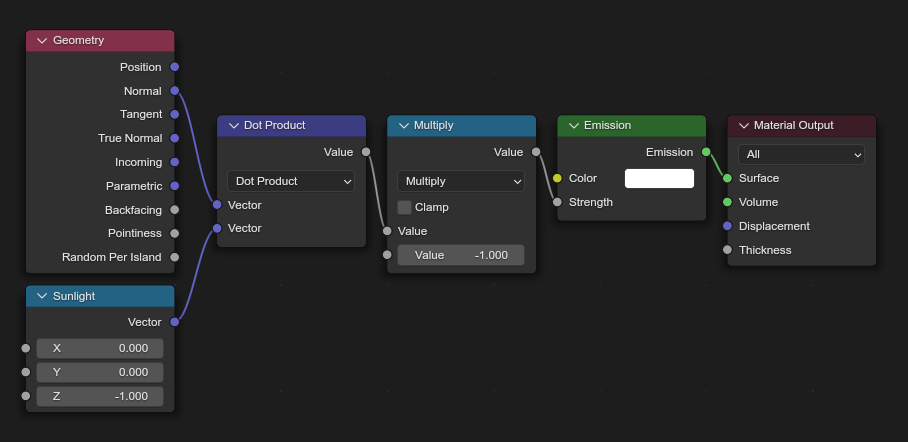 Geometry
Position
Normal
Tangent
True Normal
Incoming
Parametric
Backfacing
Pointiness
Random Per Island
Sunlight
Vector
X 0.000
Y 0.000
Z -1.000
Dot Product
Value
Dot Product
Vector
Vector
Multiply
Value
Multiply
Clamp
Value
Value -1.000
Emission
Emission
Color
Strength
Material Output
All
Surface
Volume
Displacement
Thickness